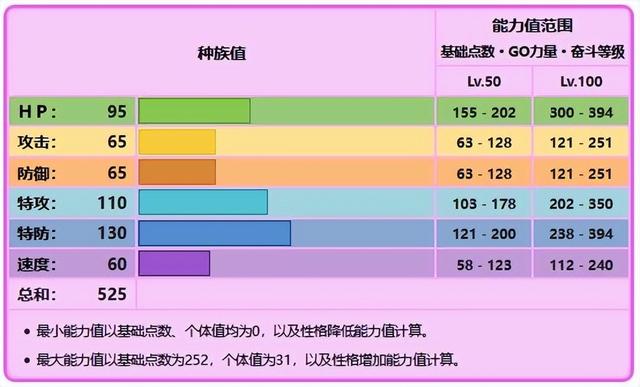 种族值
能力值范围
基础点数・GO力量・奋斗等级
Lv.50 Lv.100
HP: 95 155 - 202 300 - 394
攻击: 65 63 - 128 121 - 251
防御: 65 63 - 128 121 - 251
特攻: 110 103 - 178 202 - 350
特防: 130 121 - 200 238 - 394
速度: 60 58 - 123 112 - 240
总和: 525
• 最小能力值以基础点数、个体值均为0，以及性格降低能力值计算。
• 最大能力值以基础点数为252，个体值为31，以及性格增加能力值计算。